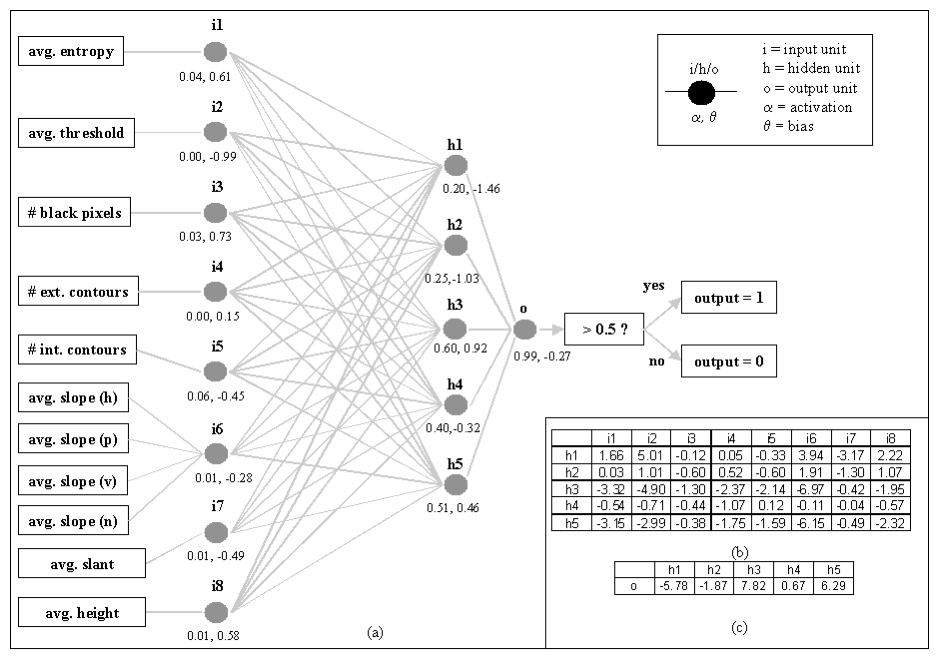 i1
avg. entropy
0.04, 0.61
i2
avg. threshold
0.00, -0.99
i3
# black pixels
0.03, 0.73
i4
# ext. contours
0.00, 0.15
i5
# int. contours
0.06, -0.45
avg. slope (h)
avg. slope (p)
i6
avg. slope (v)
0.01, -0.28
avg. slope (n)
i7
avg. slant
0.01, -0.49
i8
avg. height
0.01, 0.58
h1
0.20, -1.46
h2
0.25,-1.03
h3
0.60, 0.92
h4
0.40,-0.32
h5
0.51, 0.46
o
0.99, -0.27
> 0.5 ?
yes
output = 1
no
output = 0
(a)
i/h/o
α, θ
i = input unit
h = hidden unit
o = output unit
α = activation
θ = bias
i1 i2 i3 i4 i5 i6 i7 i8
h1 1.66 5.01 -0.12 0.05 -0.33 3.94 -3.17 2.22
h2 0.03 1.01 -0.60 0.52 -0.60 1.91 -1.30 1.07
h3 -3.32 -4.90 -1.30 -2.37 -2.14 -6.97 -0.42 -1.95
h4 -0.54 -0.71 -0.44 -1.07 0.12 -0.11 -0.04 -0.57
h5 -3.15 -2.99 -0.38 -1.75 -1.59 -6.15 -0.49 -2.32
(b)
h1 h2 h3 h4 h5
o -5.78 -1.87 7.82 0.67 6.29
(c)